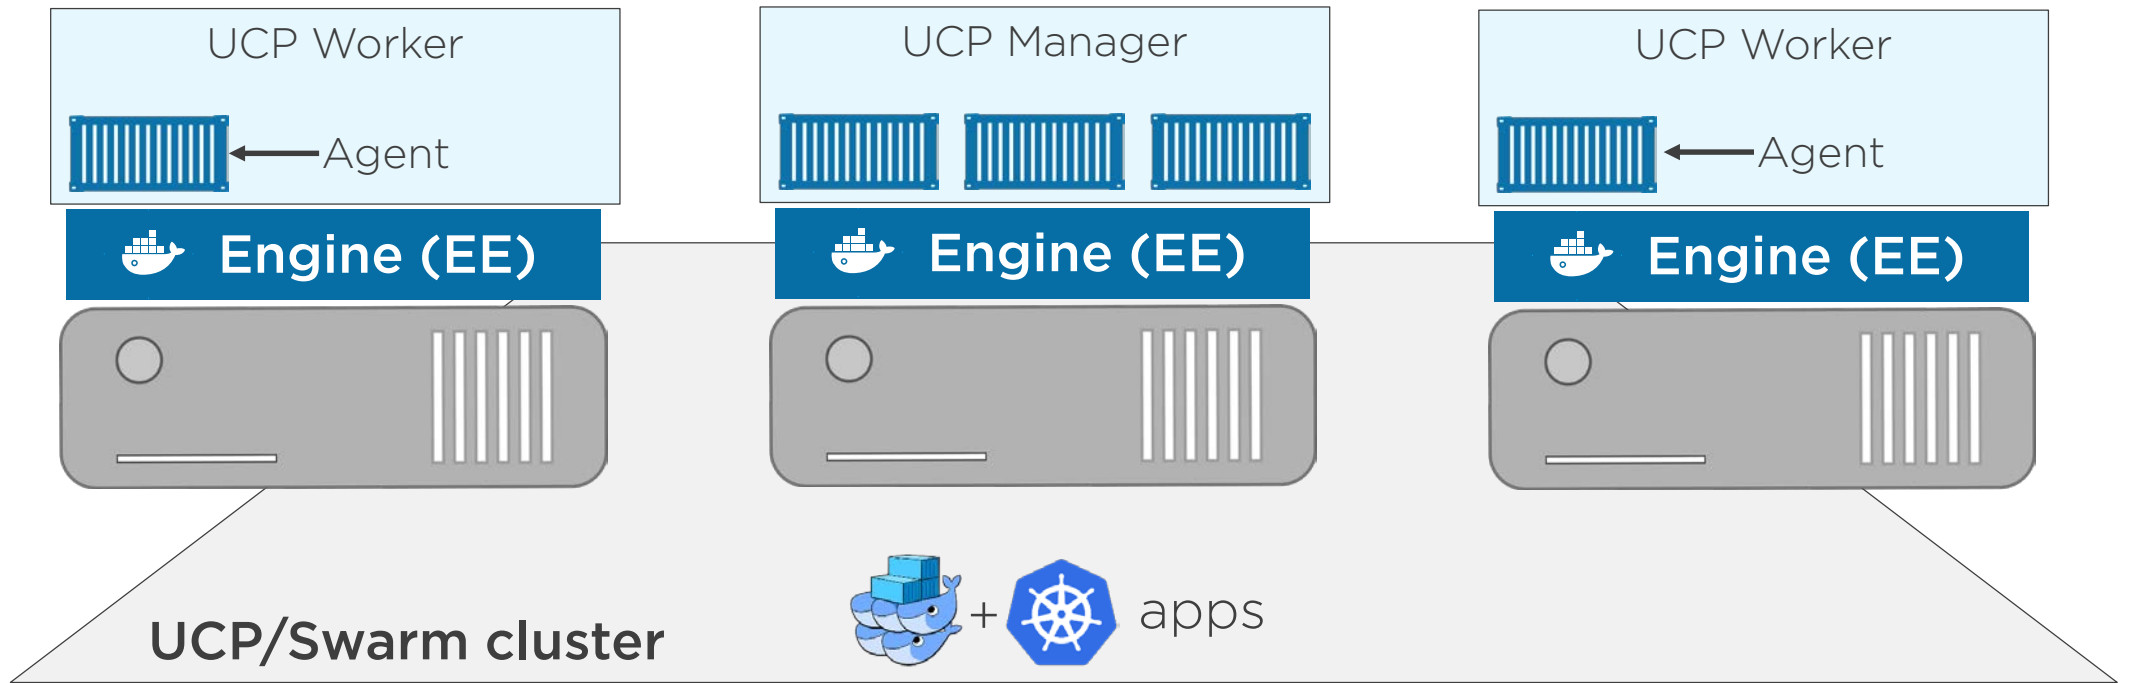 UCP Worker
UCP Manager
UCP Worker
Agent
Agent
Engine (EE)
Engine (EE)
Engine (EE)
+ apps
UCP/Swarm cluster